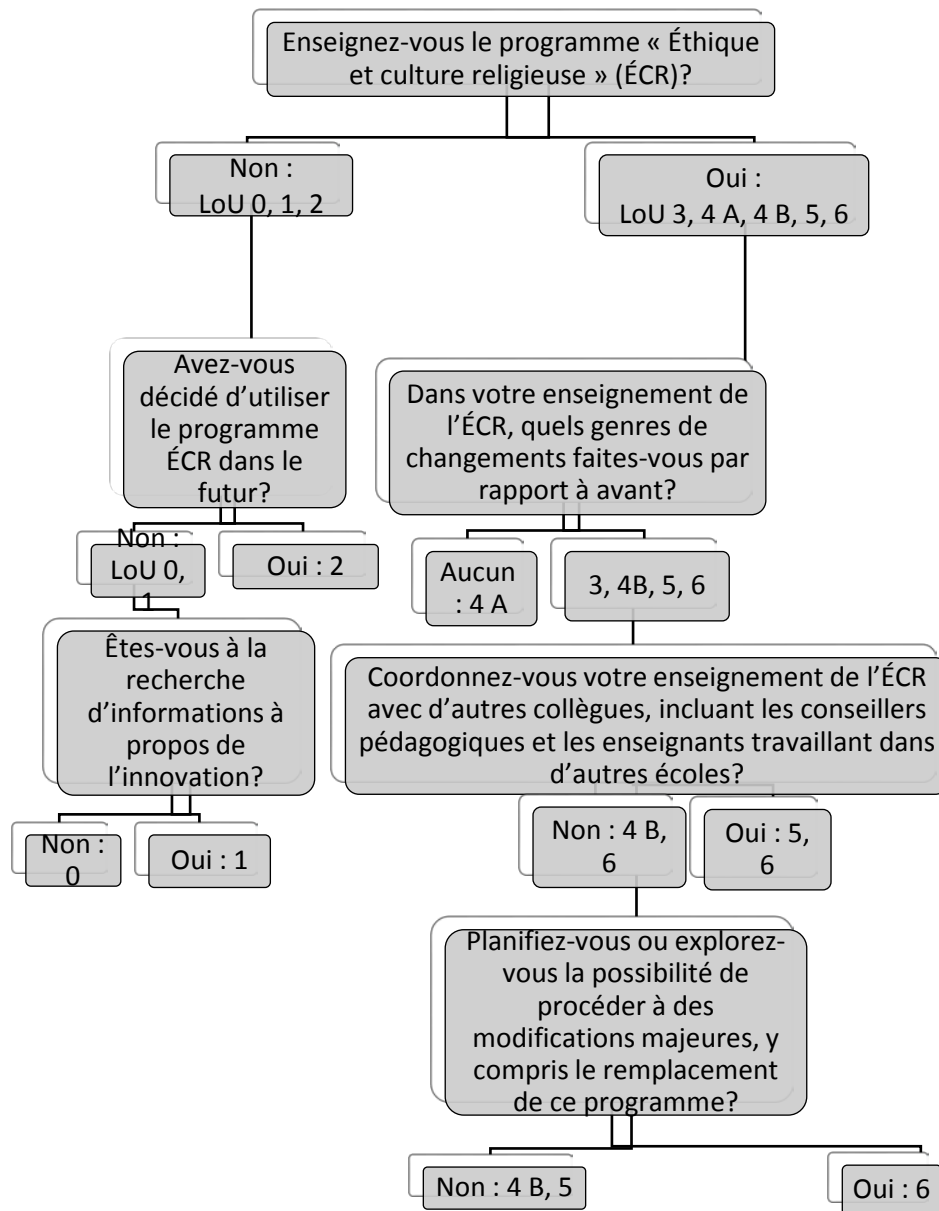 Enseignez-vous le programme « Éthique
et culture religieuse » (ÉCR)?
Non :
LoU 0, 1, 2
Oui :
LoU 3, 4 A, 4 B, 5, 6
Avez-vous
décidé d’utiliser
le programme
ÉCR dans le
futur?
Dans votre enseignement de
l’ÉCR, quels genres de
changements faites-vous par
rapport à avant?
Non :
LoU 0,
1
Oui : 2
Aucun
: 4 A
3, 4B, 5, 6
Êtes-vous à la
recherche
d’informations à
propos de
l’innovation?
Coordonnez-vous votre enseignement de l’ÉCR
avec d’autres collègues, incluant les conseillers
pédagogiques et les enseignants travaillant dans
d’autres écoles?
Non :
0
Oui : 1
Non : 4 B,
6
Oui : 5,
6
Planifiez-vous ou explorez-
vous la possibilité de
procéder à des
modifications majeures, y
compris le remplacement
de ce programme?
Non : 4 B, 5
Oui : 6